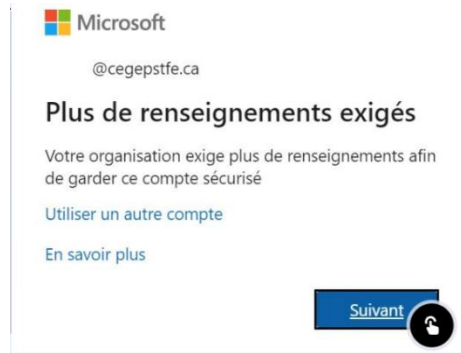 Microsoft
@cegepstfe.ca
Plus de renseignements exigés
Votre organisation exige plus de renseignements afin
de garder ce compte sécurisé
Utiliser un autre compte
En savoir plus
Suivant